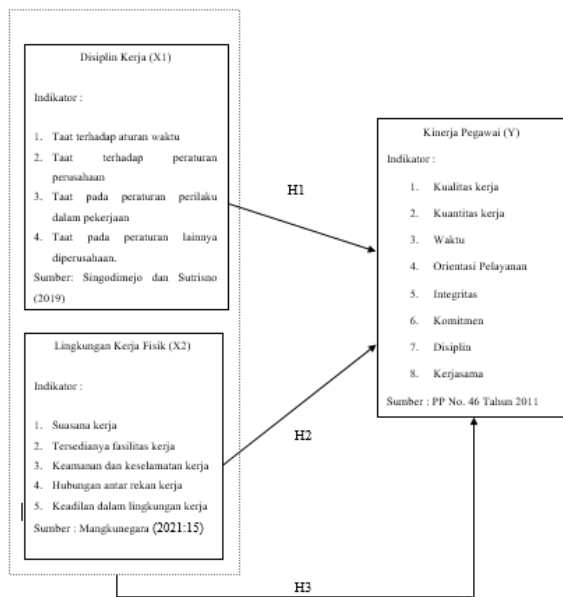 Disiplin Kerja (X1)
Indikator :
1. Taat terhadap aturan waktu
2. Taat terhadap peraturan
perusahaan
3. Taat pada peraturan perilaku
dalam pekerjaan
4. Taat pada peraturan lainnya
diperusahaan.
Sumber: Singodimejo dan Sutrisno
(2019)
Lingkungan Kerja Fisik (X2)
Indikator :
1. Suasana kerja
2. Tersedianya fasilitas kerja
3. Keamanan dan keselamatan kerja
4. Hubungan antar rekan kerja
5. Keadilan dalam lingkungan kerja
Sumber : Mangkunegara (2021:15)
H1
H2
H3
Kinerja Pegawai (Y)
Indikator :
1. Kualitas kerja
2. Kuantitas kerja
3. Waktu
4. Orientasi Pelayanan
5. Integritas
6. Komitmen
7. Disiplin
8. Kerjasama
Sumber : PP No. 46 Tahun 2011